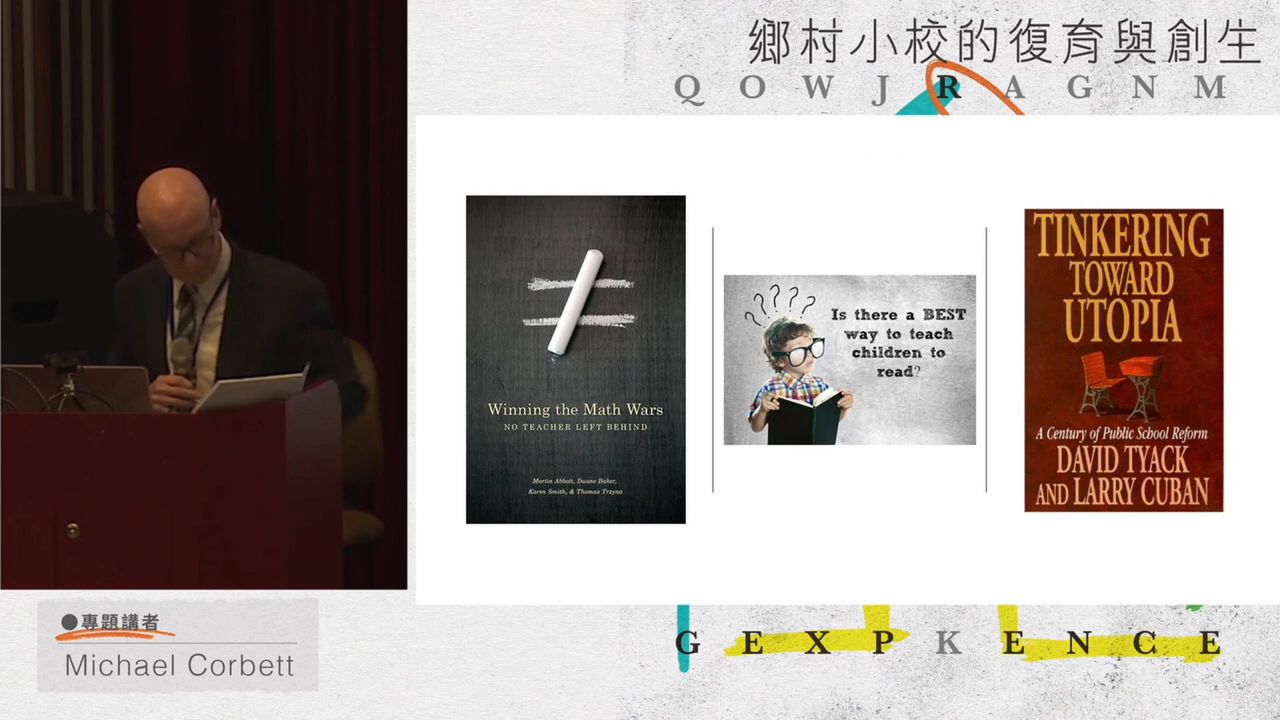 鄉村小校的復育與創生
Q O W J R A G N M
Winning the Math Wars
NO TEACHER LEFT BEHIND
Martin Abbott, Duane Baker,
Karen Smith, & Thomas Trzyna
? ? ? ?
Is there a BEST
way to teach
children to
read?
TINKERING
TOWARD
UTOPIA
A Century of Public School Reform
DAVID TYACK
AND LARRY CUBAN
●專題講者
Michael Corbett
G E X P K E N C E